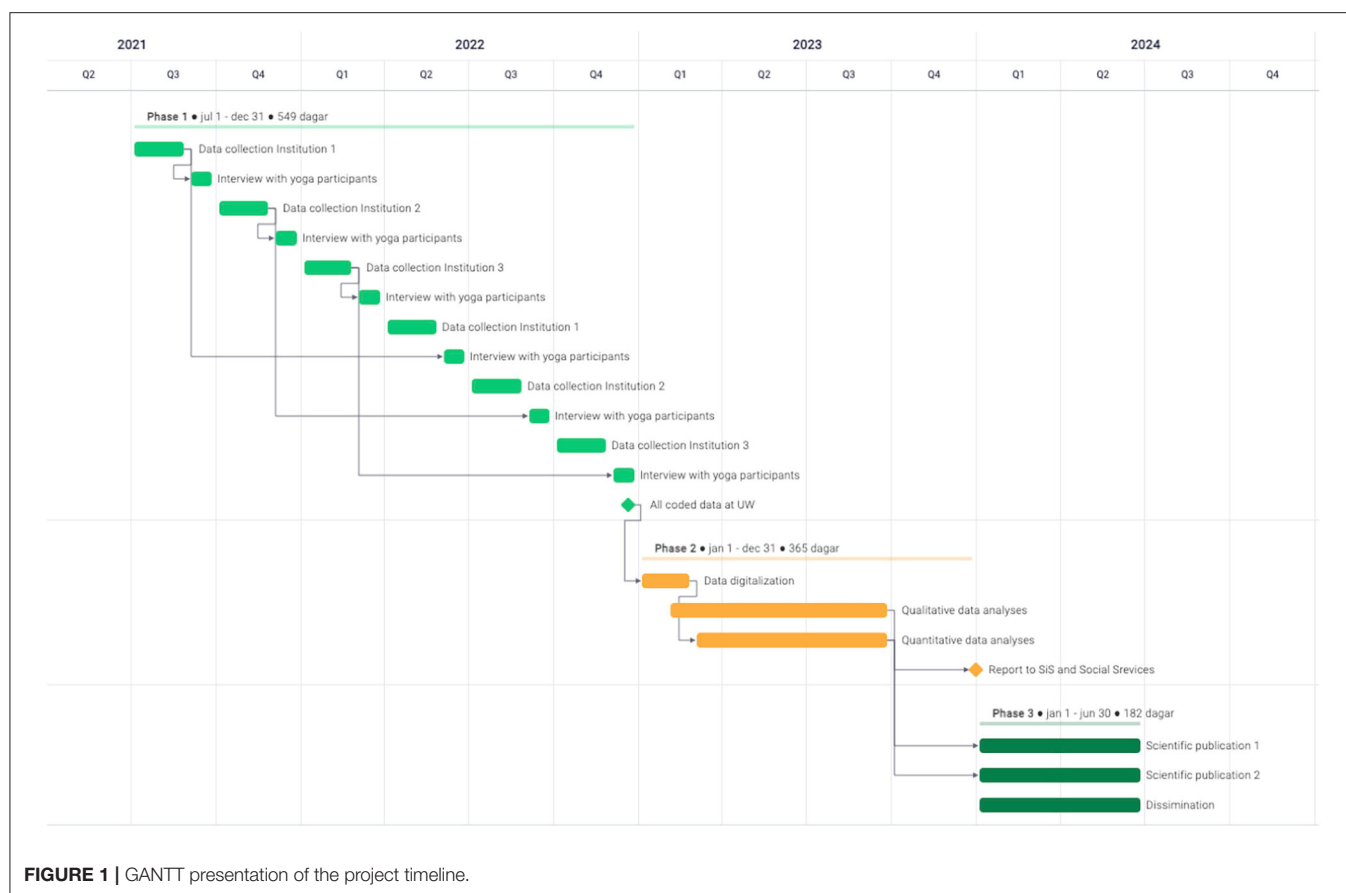 2021 2022 2023 2024
Q2 Q3 Q4 Q1 Q2 Q3 Q4 Q1 Q2 Q3 Q4 Q1 Q2 Q3 Q4
Phase 1 ● jul 1 - dec 31 ● 549 dagar
Data collection Institution 1
Interview with yoga participants
Data collection Institution 2
Interview with yoga participants
Data collection Institution 3
Interview with yoga participants
Data collection Institution 1
Interview with yoga participants
Data collection Institution 2
Interview with yoga participants
Data collection Institution 3
Interview with yoga participants
All coded data at UW
Phase 2 ● jan 1 - dec 31 ● 365 dagar
Data digitalization
Qualitative data analyses
Quantitative data analyses
Report to SiS and Social Srevices
Phase 3 ● jan 1 - jun 30 ● 182 dagar
Scientific publication 1
Scientific publication 2
Dissimination
FIGURE 1 | GANTT presentation of the project timeline.